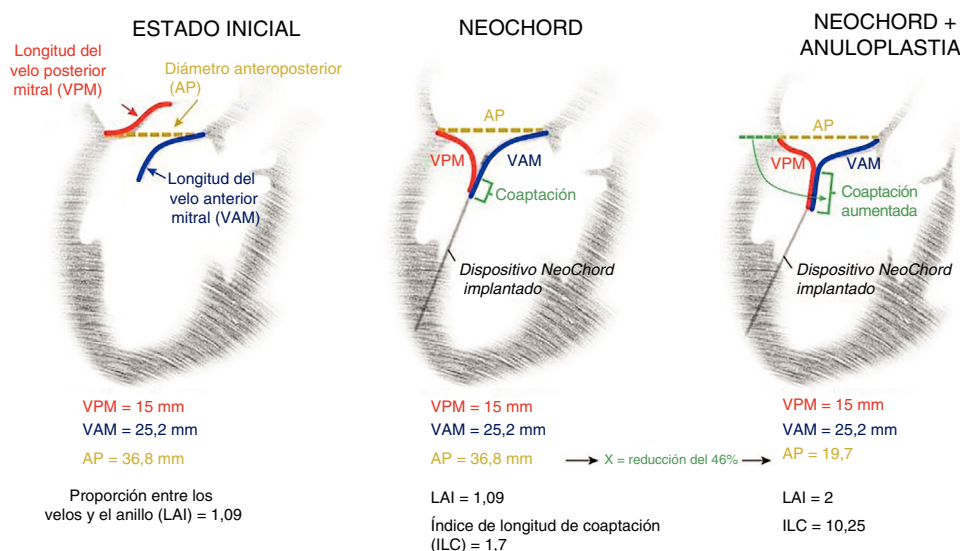 ESTADO INICIAL
Longitud del
velo posterior
mitral (VPM)
Diámetro anteroposterior
(AP)
Longitud del
velo anterior
mitral (VAM)
VPM = 15 mm
VAM = 25,2 mm
AP = 36,8 mm
Proporción entre los
velos y el anillo (LAI) = 1,09
NEOCHORD
AP
VPM
VAM
Coaptación
Dispositivo NeoChord
implantado
VPM = 15 mm
VAM = 25,2 mm
AP = 36,8 mm
X = reducción del 46%
LAI = 1,09
Índice de longitud de coaptación
(ILC) = 1,7
NEOCHORD +
ANULOPLASTIA
AP
VPM
VAM
Coaptación
aumentada
Dispositivo NeoChord
implantado
VPM = 15 mm
VAM = 25,2 mm
AP = 19,7
LAI = 2
ILC = 10,25